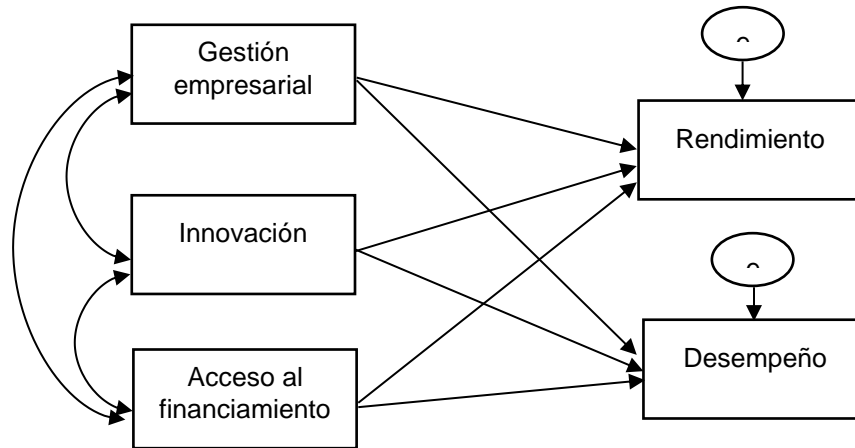 Gestión
empresarial
Rendimiento
Innovación
Desempeño
Acceso al
financiamiento